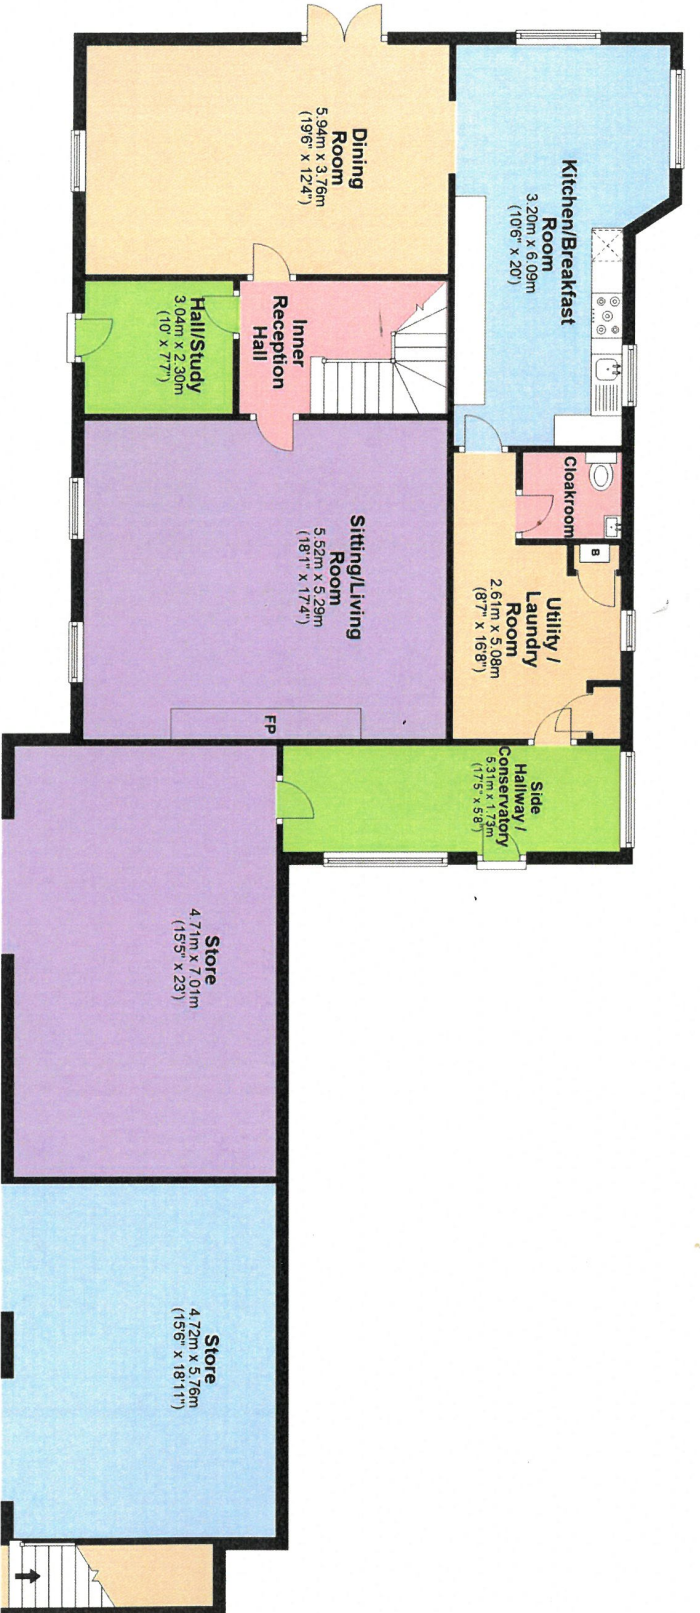 Kitchen/Breakfast
Room
3.20m x 6.09m
(10'6" x 20')
Dining
Room
5.94m x 3.76m
(19'6" x 12'4")
Inner
Reception
Hall
Hall/Study
3.04m x 2.30m
(10' x 7'7")
Cloakroom
B
Utility /
Laundry
Room
2.61m x 5.08m
(8'7" x 16'8")
Sitting/Living
Room
5.52m x 5.29m
(18'1" x 17'4")
FP
Side
Hallway /
Conservatory
5.31m x 1.73m
(17'5" x 5'8")
Store
4.71m x 7.01m
(15'5" x 23')
Store
4.72m x 5.76m
(15'6" x 18'11")